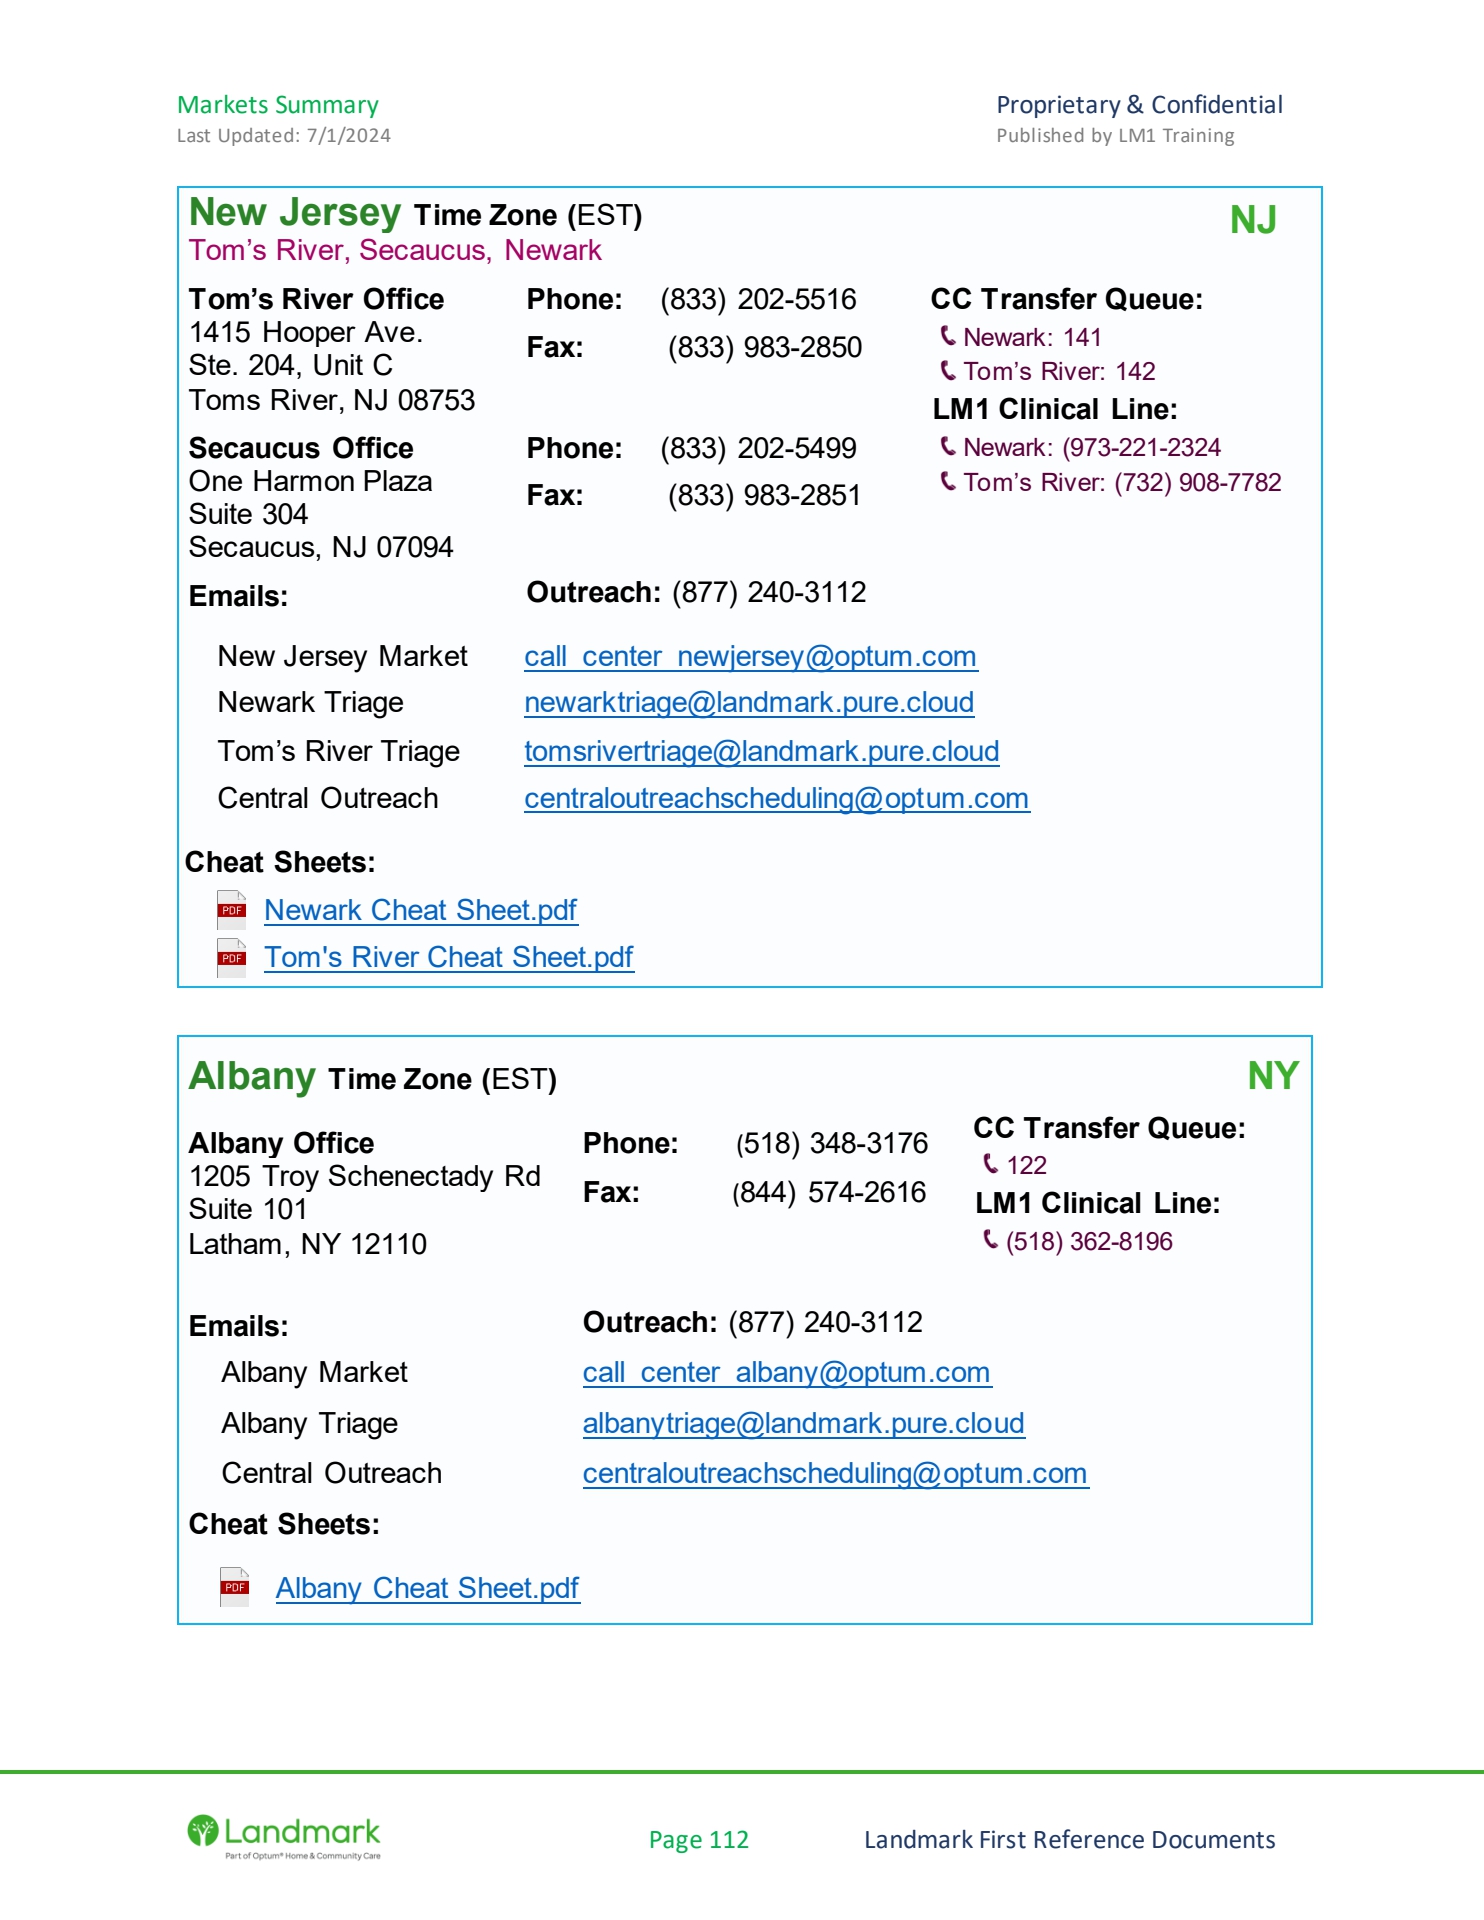 Markets Summary
Proprietary & Confidential
Last Updated: 7/1/2024
Published by LM1 Training
New Jersey Time Zone (EST)
NJ
Tom’s River, Secaucus, Newark
Tom’s River Office
1415 Hooper Ave.
Ste. 204, Unit C
Toms River, NJ 08753
Phone: (833) 202-5516
Fax: (833) 983-2850
CC Transfer Queue:
Newark: 141
Tom’s River: 142
LM1 Clinical Line:
Newark: (973-221-2324
Tom’s River: (732) 908-7782
Secaucus Office
One Harmon Plaza
Suite 304
Secaucus, NJ 07094
Phone: (833) 202-5499
Fax: (833) 983-2851
Emails:
Outreach: (877) 240-3112
New Jersey Market call_center_newjersey@optum.com
Newark Triage newarktriage@landmark.pure.cloud
Tom’s River Triage tomsrivertriage@landmark.pure.cloud
Central Outreach centraloutreachscheduling@optum.com
Cheat Sheets:
PDF Newark Cheat Sheet.pdf
PDF Tom's River Cheat Sheet.pdf
Albany Time Zone (EST)
NY
Albany Office
1205 Troy Schenectady Rd
Suite 101
Latham, NY 12110
Phone: (518) 348-3176
Fax: (844) 574-2616
CC Transfer Queue:
122
LM1 Clinical Line:
(518) 362-8196
Emails:
Outreach: (877) 240-3112
Albany Market call_center_albany@optum.com
Albany Triage albanytriage@landmark.pure.cloud
Central Outreach centraloutreachscheduling@optum.com
Cheat Sheets:
PDF Albany Cheat Sheet.pdf
Landmark
Part of Optum® Home & Community Care
Page 112
Landmark First Reference Documents